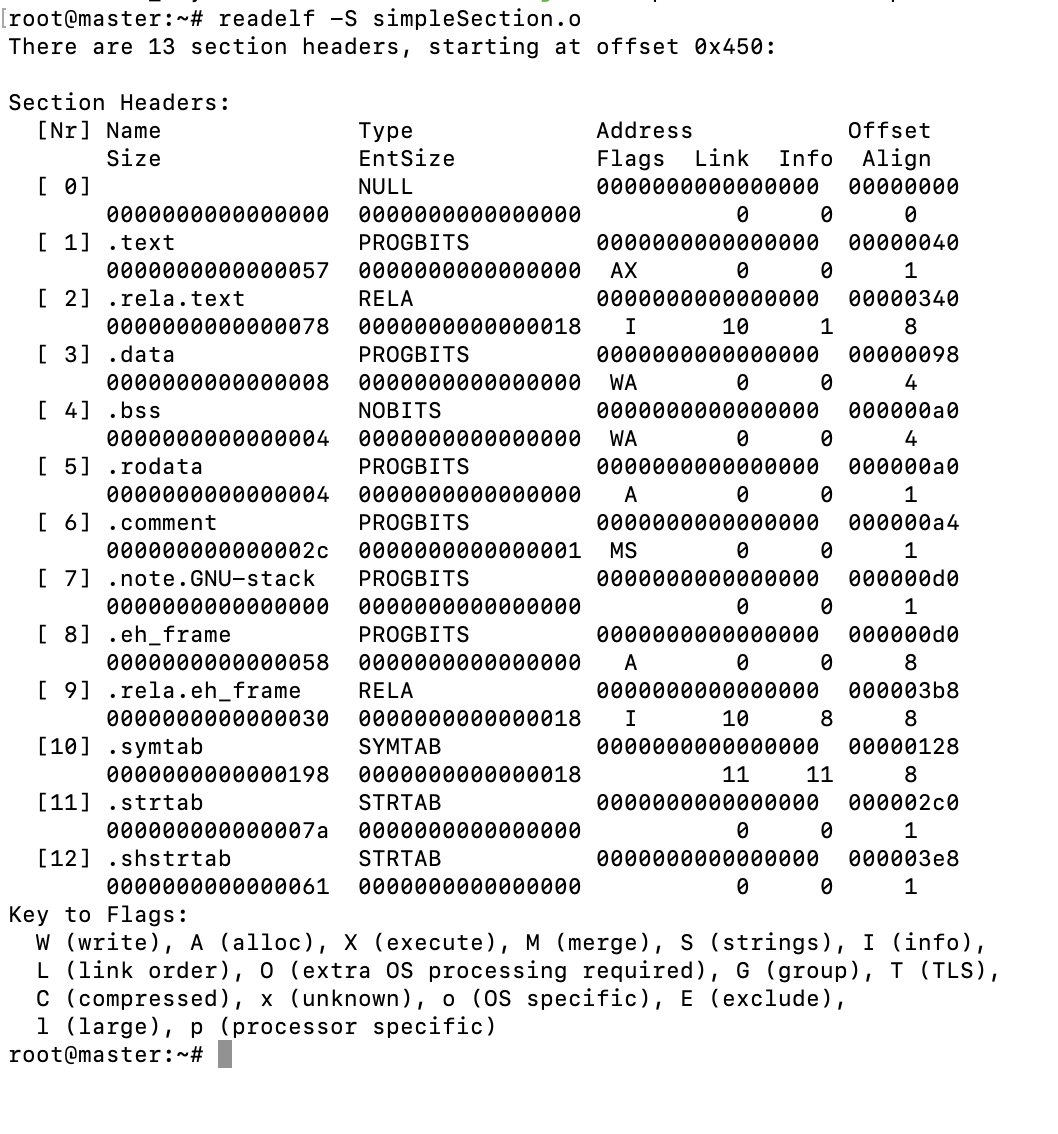 [root@master:~# readelf -S simpleSection.o
There are 13 section headers, starting at offset 0x450:

Section Headers:
  [Nr] Name              Type             Address           Offset
       Size              EntSize          Flags  Link  Info  Align
  [ 0]                   NULL             0000000000000000  00000000
       0000000000000000  0000000000000000           0     0     0
  [ 1] .text             PROGBITS         0000000000000000  00000040
       0000000000000057  0000000000000000  AX       0     0     1
  [ 2] .rela.text        RELA             0000000000000000  00000340
       0000000000000078  0000000000000018   I      10     1     8
  [ 3] .data             PROGBITS         0000000000000000  00000098
       0000000000000008  0000000000000000  WA       0     0     4
  [ 4] .bss              NOBITS           0000000000000000  000000a0
       0000000000000004  0000000000000000  WA       0     0     4
  [ 5] .rodata           PROGBITS         0000000000000000  000000a0
       0000000000000004  0000000000000000   A       0     0     1
  [ 6] .comment          PROGBITS         0000000000000000  000000a4
       000000000000002c  0000000000000001  MS       0     0     1
  [ 7] .note.GNU-stack   PROGBITS         0000000000000000  000000d0
       0000000000000000  0000000000000000           0     0     1
  [ 8] .eh_frame         PROGBITS         0000000000000000  000000d0
       0000000000000058  0000000000000000   A       0     0     8
  [ 9] .rela.eh_frame    RELA             0000000000000000  000003b8
       0000000000000030  0000000000000018   I      10     8     8
  [10] .symtab           SYMTAB           0000000000000000  00000128
       0000000000000198  0000000000000018          11    11     8
  [11] .strtab           STRTAB           0000000000000000  000002c0
       000000000000007a  0000000000000000           0     0     1
  [12] .shstrtab         STRTAB           0000000000000000  000003e8
       0000000000000061  0000000000000000           0     0     1
Key to Flags:
  W (write), A (alloc), X (execute), M (merge), S (strings), I (info),
  L (link order), O (extra OS processing required), G (group), T (TLS),
  C (compressed), x (unknown), o (OS specific), E (exclude),
  l (large), p (processor specific)
root@master:~#